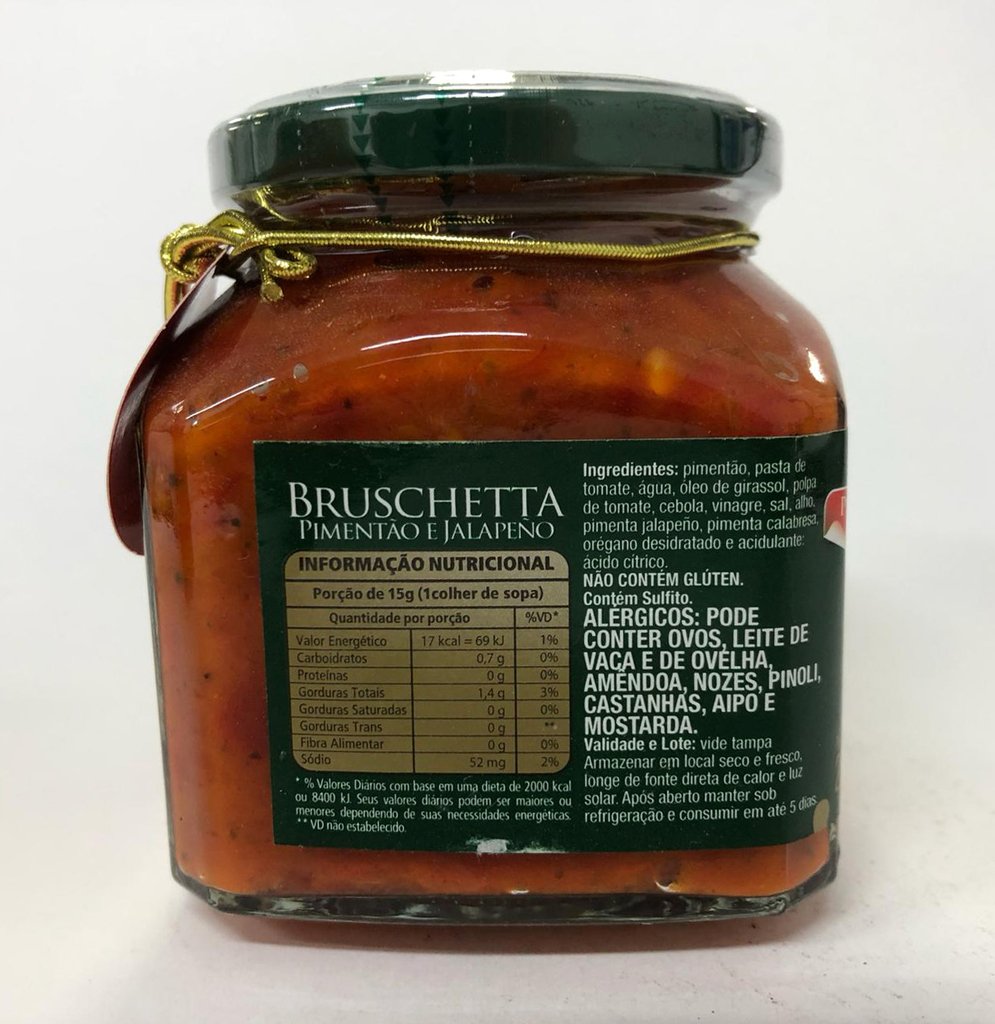 BRUSCHETTA
PIMENTÃO E JALAPEÑO
INFORMAÇÃO NUTRICIONAL
Porção de 15g (1colher de sopa)
Quantidade por porção %VD*
Valor Energético 17 kcal = 69 kJ 1%
Carboidratos 0,7 g 0%
Proteínas 0 g 0%
Gorduras Totais 1,4 g 3%
Gorduras Saturadas 0 g 0%
Gorduras Trans 0 g **
Fibra Alimentar 0 g 0%
Sódio 52 mg 2%
* % Valores Diários com base em uma dieta de 2000 kcal
ou 8400 kJ. Seus valores diários podem ser maiores ou
menores dependendo de suas necessidades energéticas.
** VD não estabelecido.
Ingredientes: pimentão, pasta de
tomate, água, óleo de girassol, polpa
de tomate, cebola, vinagre, sal, alho,
pimenta jalapeño, pimenta calabresa,
orégano desidratado e acidulante:
ácido cítrico.
NÃO CONTÉM GLÚTEN.
Contém Sulfito.
ALÉRGICOS: PODE
CONTER OVOS, LEITE DE
VACA E DE OVELHA,
AMÊNDOA, NOZES, PINOLI,
CASTANHAS, AIPO E
MOSTARDA.
Validade e Lote: vide tampa
Armazenar em local seco e fresco,
longe de fonte direta de calor e luz
solar. Após aberto manter sob
refrigeração e consumir em até 5 dias.